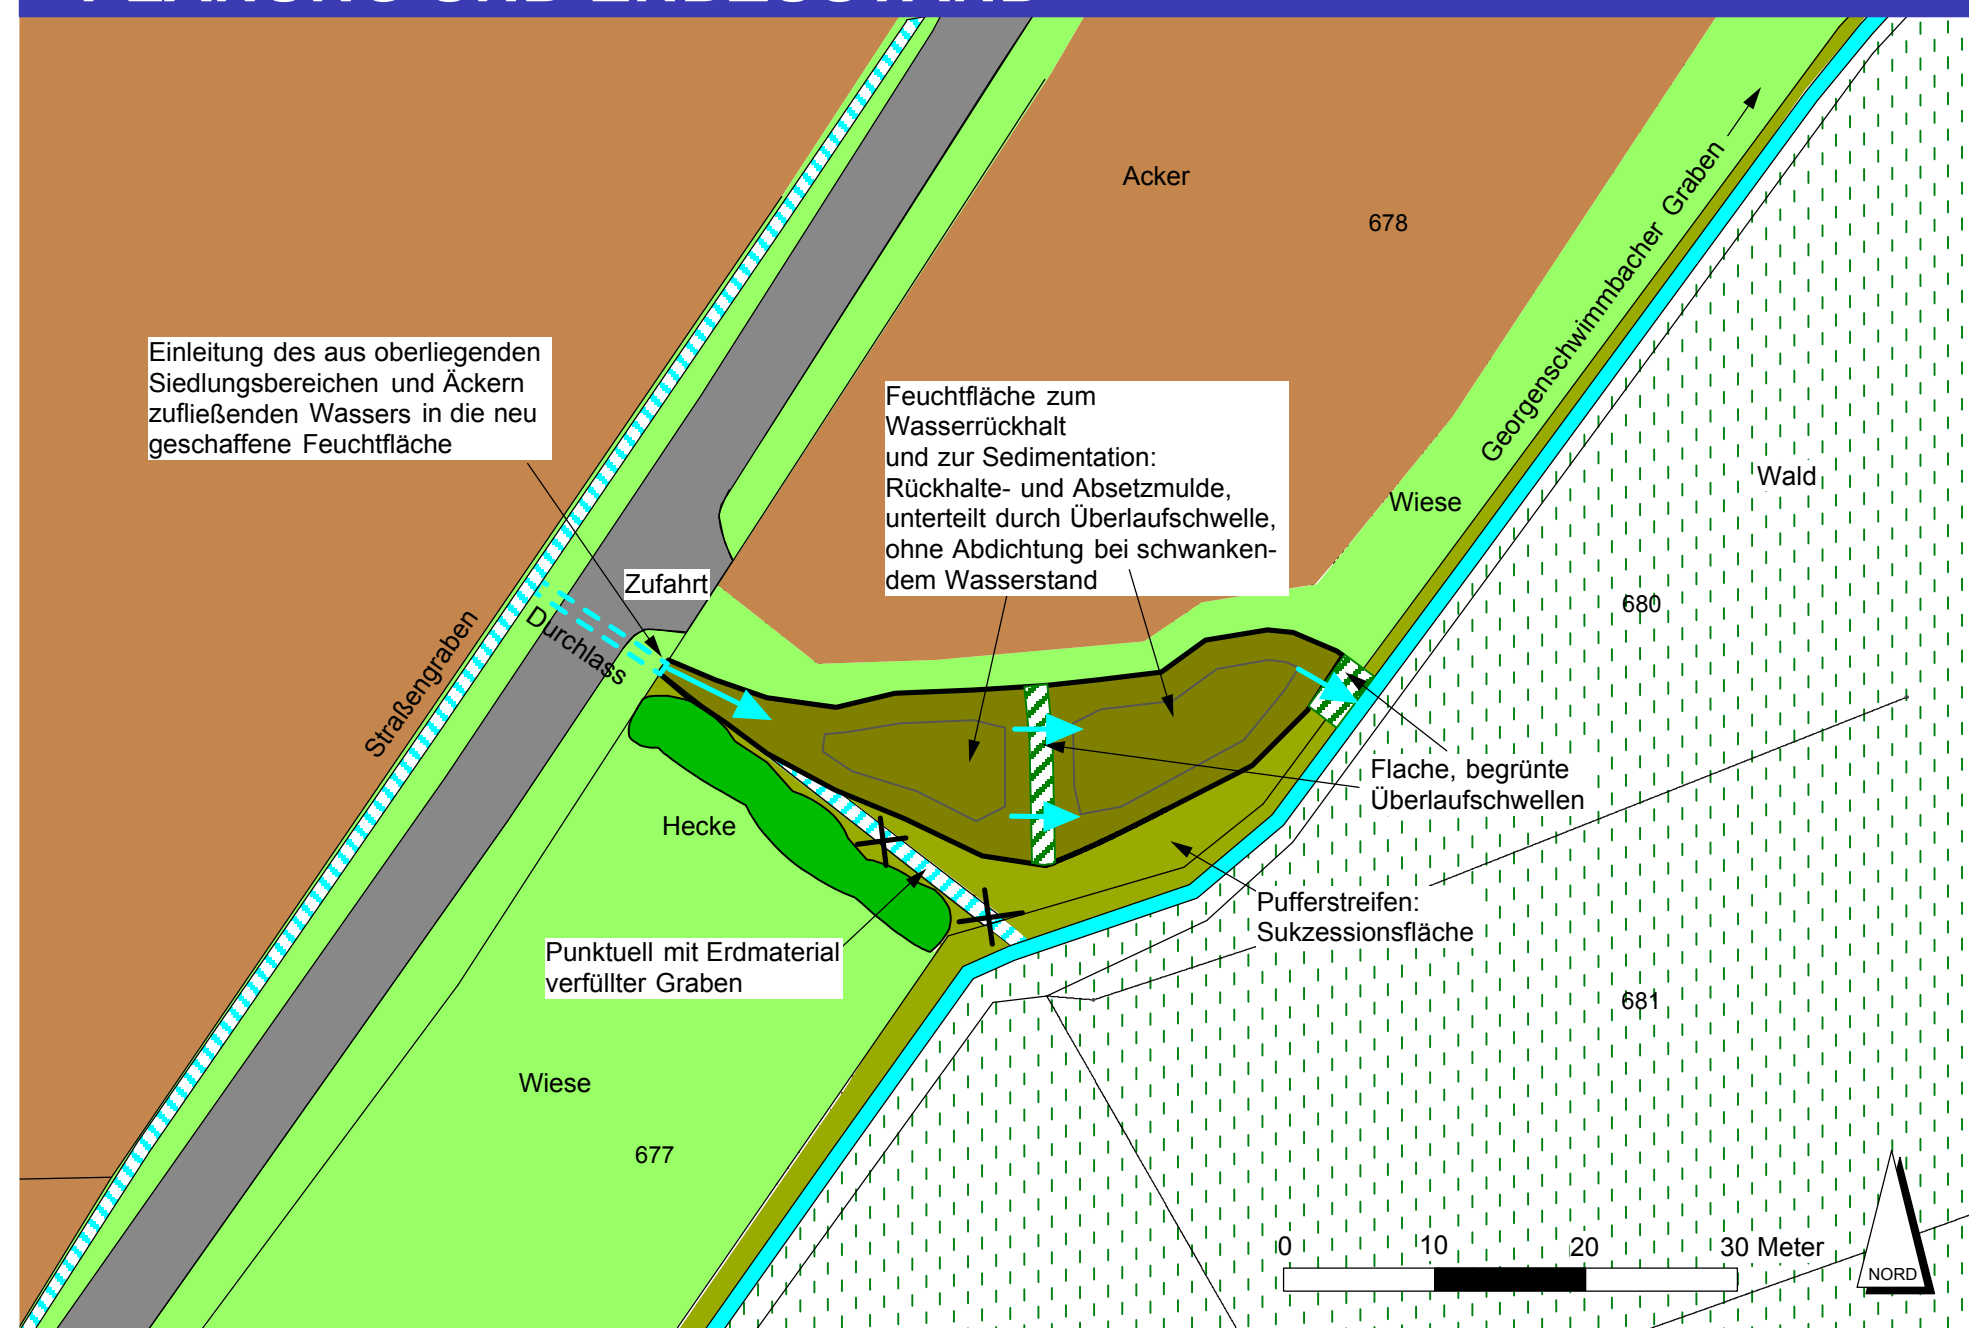 PLANUNG UND ENDZUSTAND
Acker
678
Georgenschwimmbacher Graben
Einleitung des aus oberliegenden
Siedlungsbereichen und Äckern
zufließenden Wassers in die neu
geschaffene Feuchtfläche
Feuchtfläche zum
Wasserrückhalt
und zur Sedimentation:
Rückhalte- und Absetzmulde,
unterteilt durch Überlaufschwelle,
ohne Abdichtung bei schwanken-
dem Wasserstand
Wald
Wiese
Zufahrt
680
Durchlass
Straßengraben
Flache, begrünte
Überlaufschwellen
Hecke
Pufferstreifen:
Sukzessionsfläche
Punktuell mit Erdmaterial
verfüllter Graben
681
Wiese
677
0 10 20 30 Meter
NORD